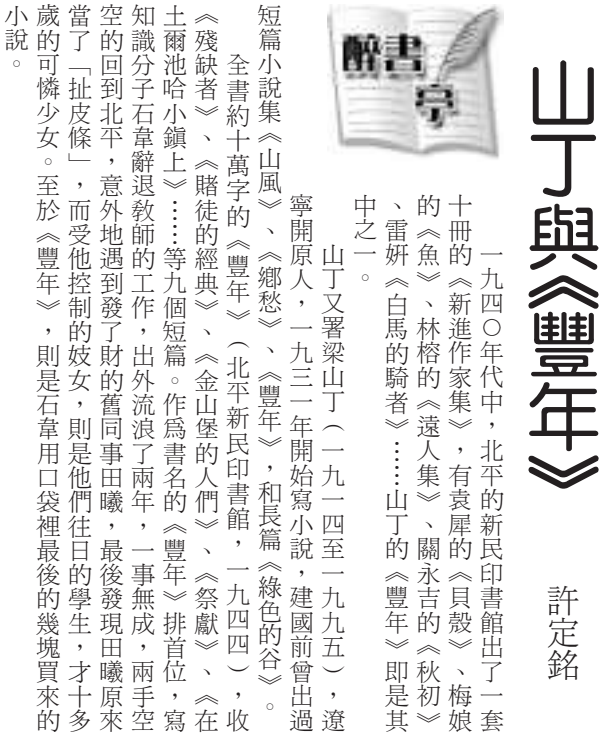 山丁與《豐年》
許定銘
醉書亭
一九四○年代中，北平的新民印書館出了一套
十冊的《新進作家集》，有袁犀的《貝殼》、梅娘
的《魚》、林榕的《遠人集》、關永吉的《秋初》
、雷妍《白馬的騎者》……山丁的《豐年》即是其
中之一。
山丁又署梁山丁（一九一四至一九九五），遼
寧開原人，一九三一年開始寫小說，建國前曾出過
短篇小說集《山風》、《鄉愁》、《豐年》，和長篇《綠色的谷》。
全書約十萬字的《豐年》（北平新民印書館，一九四四），收
《殘缺者》、《賭徒的經典》、《金山堡的人們》、《祭獻》、《在
土爾池哈小鎮上》……等九個短篇。作為書名的《豐年》排首位，寫
知識分子石韋辭退教師的工作，出外流浪了兩年，一事無成，兩手空
空的回到北平，意外地遇到發了財的舊同事田曦，最後發現田曦原來
當了「扯皮條」，而受他控制的妓女，則是他們往日的學生，才十多
歲的可憐少女。至於《豐年》，則是石韋用口袋裡最後的幾塊買來的
小說。